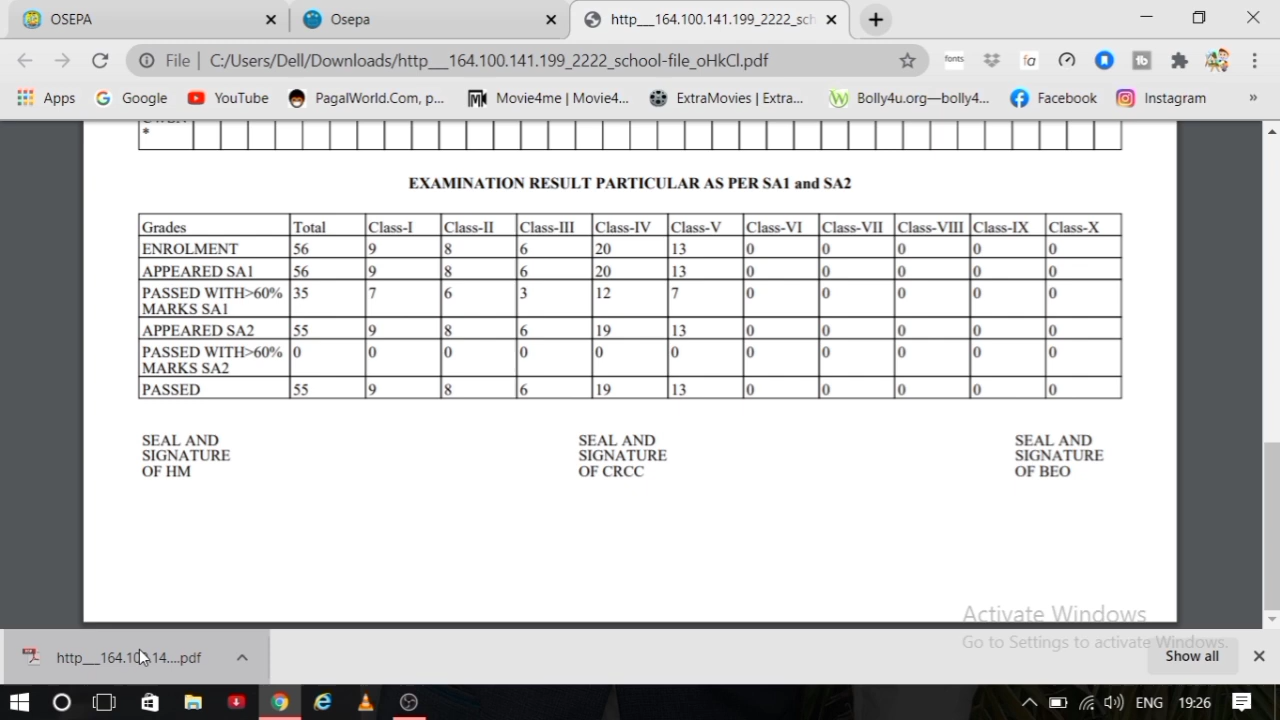 OSEPA
Osepa
http___164.100.141.199_2222_sch
File | C:/Users/Dell/Downloads/http___164.100.141.199_2222_school-file_oHkCl.pdf
fonts
fa
Apps Google YouTube PagalWorld.Com, p... Movie4me | Movie4... ExtraMovies | Extra... Bolly4u.org—bolly4... Facebook Instagram »
*
EXAMINATION RESULT PARTICULAR AS PER SA1 and SA2
Grades Total Class-I Class-II Class-III Class-IV Class-V Class-VI Class-VII Class-VIII Class-IX Class-X
ENROLMENT 56 9 8 6 20 13 0 0 0 0 0
APPEARED SA1 56 9 8 6 20 13 0 0 0 0 0
PASSED WITH>60% 35 7 6 3 12 7 0 0 0 0 0
MARKS SA1
APPEARED SA2 55 9 8 6 19 13 0 0 0 0 0
PASSED WITH>60% 0 0 0 0 0 0 0 0 0 0 0
MARKS SA2
PASSED 55 9 8 6 19 13 0 0 0 0 0
SEAL AND SEAL AND SEAL AND
SIGNATURE SIGNATURE SIGNATURE
OF HM OF CRCC OF BEO
Activate Windows
Go to Settings to activate Windows.
http___164.100.14....pdf
Show all
ENG 19:26